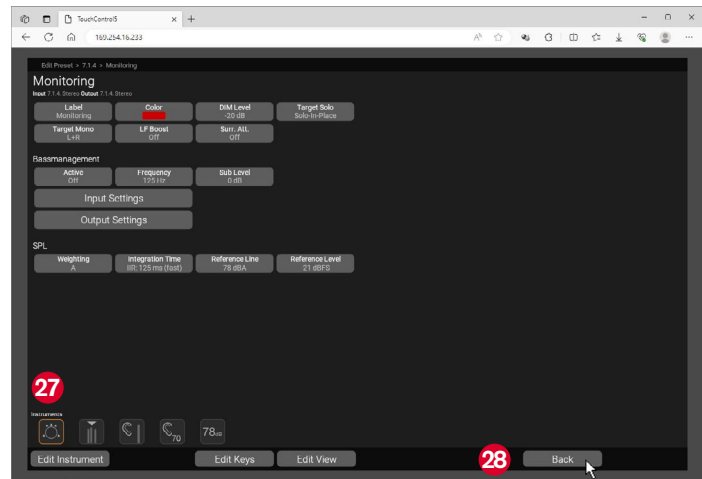 TouchControl5
169.254.16.233
Edit Preset > 7.1.4 > Monitoring
Monitoring
Input 7.1.4, Stereo Output 7.1.4, Stereo
Label
Monitoring
Color
DIM Level
-20 dB
Target Solo
Solo-In-Place
Target Mono
L+R
LF Boost
Off
Surr. Att.
Off
Bassmanagement
Active
Off
Frequency
125 Hz
Sub Level
0 dB
Input Settings
Output Settings
SPL
Weighting
A
Integration Time
IIR: 125 ms (fast)
Reference Line
78 dBA
Reference Level
21 dBFS
27
Instruments
70
78dB
Edit Instrument
Edit Keys
Edit View
28
Back